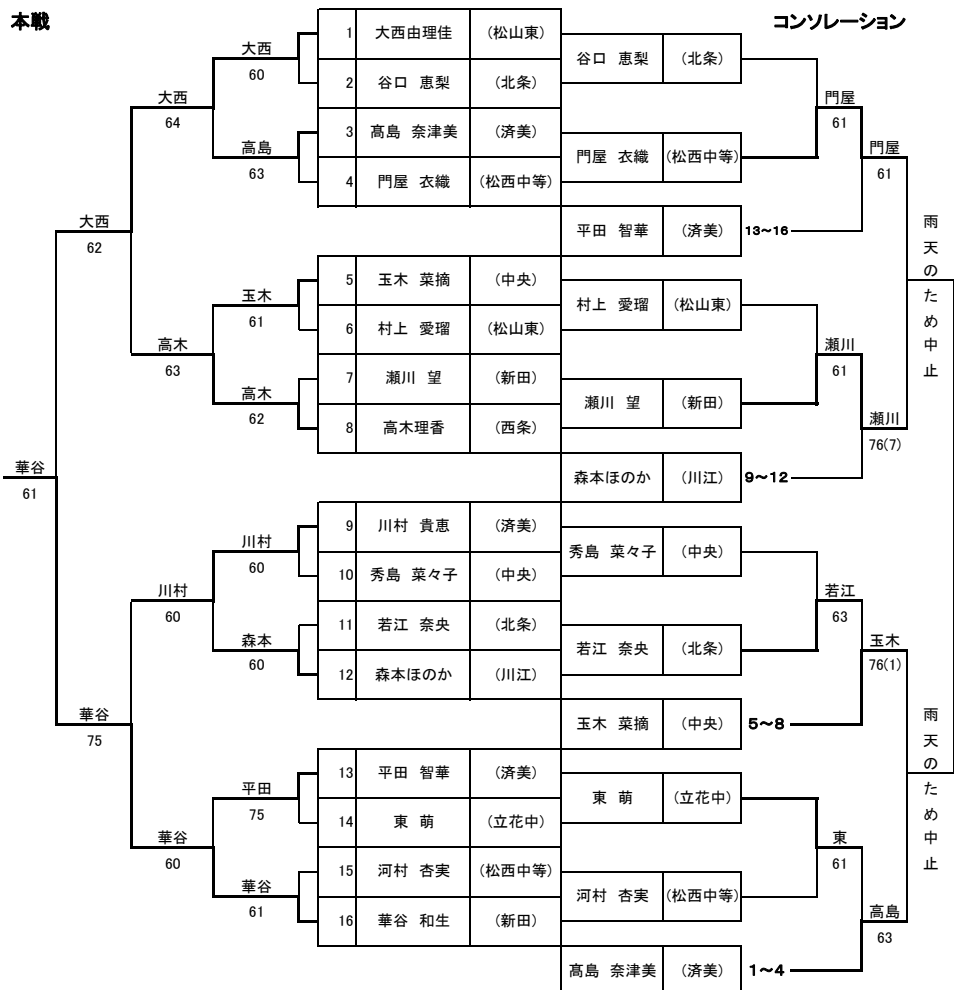 本戦
コンソレーション
1 大西由理佳 (松山東)
2 谷口 恵梨 (北条)
3 髙島 奈津美 (済美)
4 門屋 衣織 (松西中等)
5 玉木 菜摘 (中央)
6 村上 愛瑠 (松山東)
7 瀬川 望 (新田)
8 高木理香 (西条)
9 川村 貴恵 (済美)
10 秀島 菜々子 (中央)
11 若江 奈央 (北条)
12 森本ほのか (川江)
13 平田 智華 (済美)
14 東 萌 (立花中)
15 河村 杏実 (松西中等)
16 華谷 和生 (新田)
大西
60
高島
63
玉木
61
高木
62
川村
60
森本
60
平田
75
華谷
61
大西
64
高木
63
川村
60
華谷
60
大西
62
華谷
75
華谷
61
谷口 恵梨 (北条)
門屋 衣織 (松西中等)
平田 智華 (済美) 13~16
村上 愛瑠 (松山東)
瀬川 望 (新田)
森本ほのか (川江) 9~12
秀島 菜々子 (中央)
若江 奈央 (北条)
玉木 菜摘 (中央) 5~8
東 萌 (立花中)
河村 杏実 (松西中等)
髙島 奈津美 (済美) 1~4
門屋
61
瀬川
61
若江
63
東
61
門屋
61
瀬川
76(7)
玉木
76(1)
高島
63
雨天のため中止
雨天のため中止